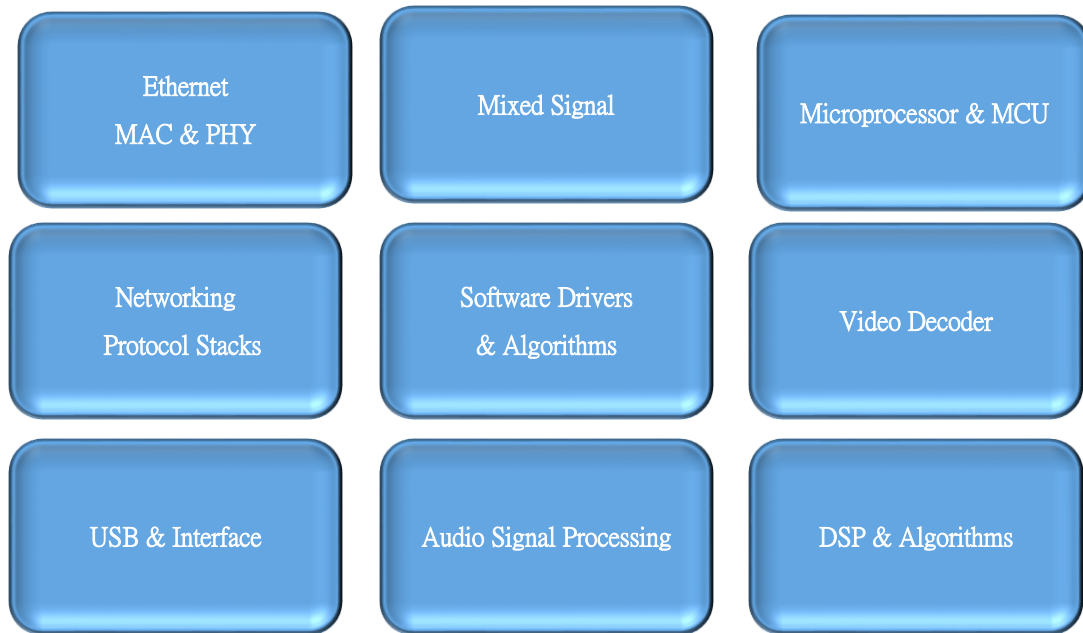 Ethernet
MAC & PHY
Mixed Signal
Microprocessor & MCU
Networking
Protocol Stacks
Software Drivers
& Algorithms
Video Decoder
USB & Interface
Audio Signal Processing
DSP & Algorithms